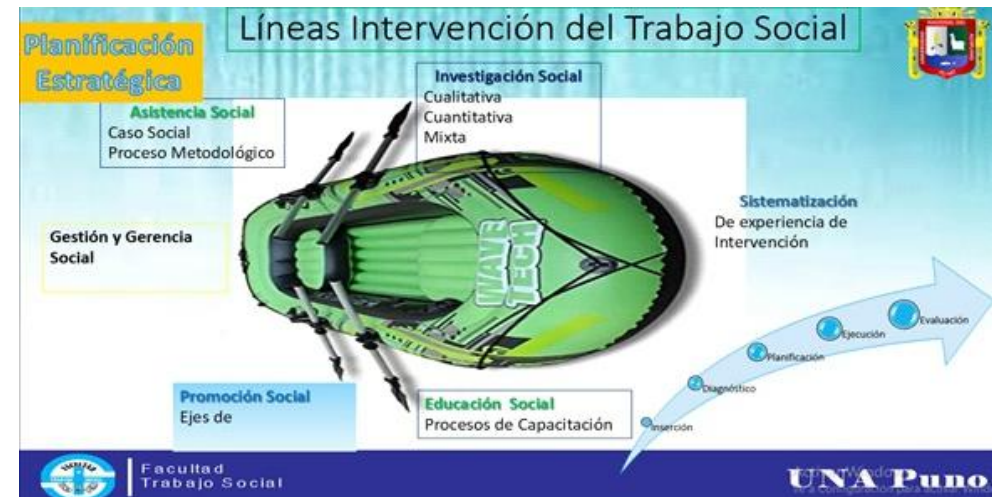 Líneas Intervención del Trabajo Social
Planificación
Estratégica
Asistencia Social
Caso Social
Proceso Metodológico
Investigación Social
Cualitativa
Cuantitativa
Mixta
Gestión y Gerencia
Social
WAVE
TECH
Sistematización
De experiencia de
Intervención
Promoción Social
Ejes de
Educación Social
Procesos de Capacitación
Inserción
Diagnóstico
Planificación
Ejecución
Evaluación
Facultad
Trabajo Social
UNA Puno